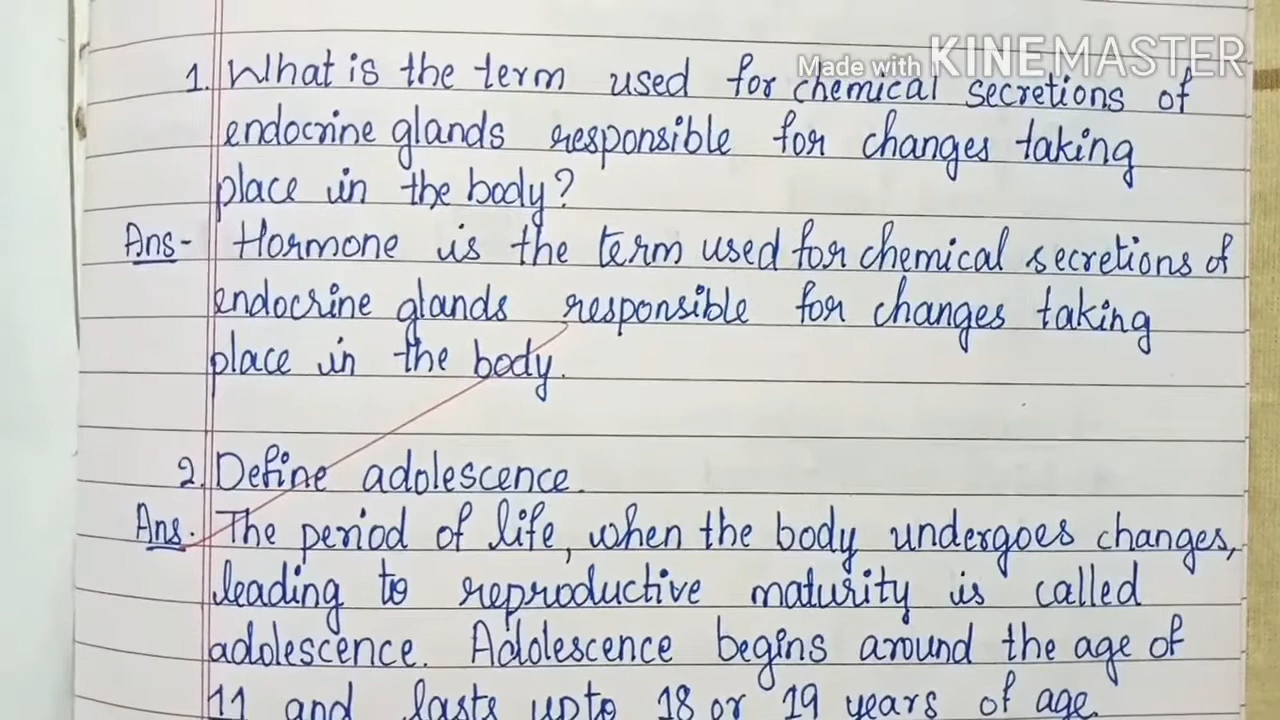 Made with KINEMASTER
1. What is the term used for chemical secretions of
endocrine glands responsible for changes taking
place in the body?
Ans- Hormone is the term used for chemical secretions of
endocrine glands responsible for changes taking
place in the body.
2. Define adolescence.
Ans. The period of life, when the body undergoes changes,
leading to reproductive maturity is called
adolescence. Adolescence begins around the age of
11 and lasts upto 18 or 19 years of age.